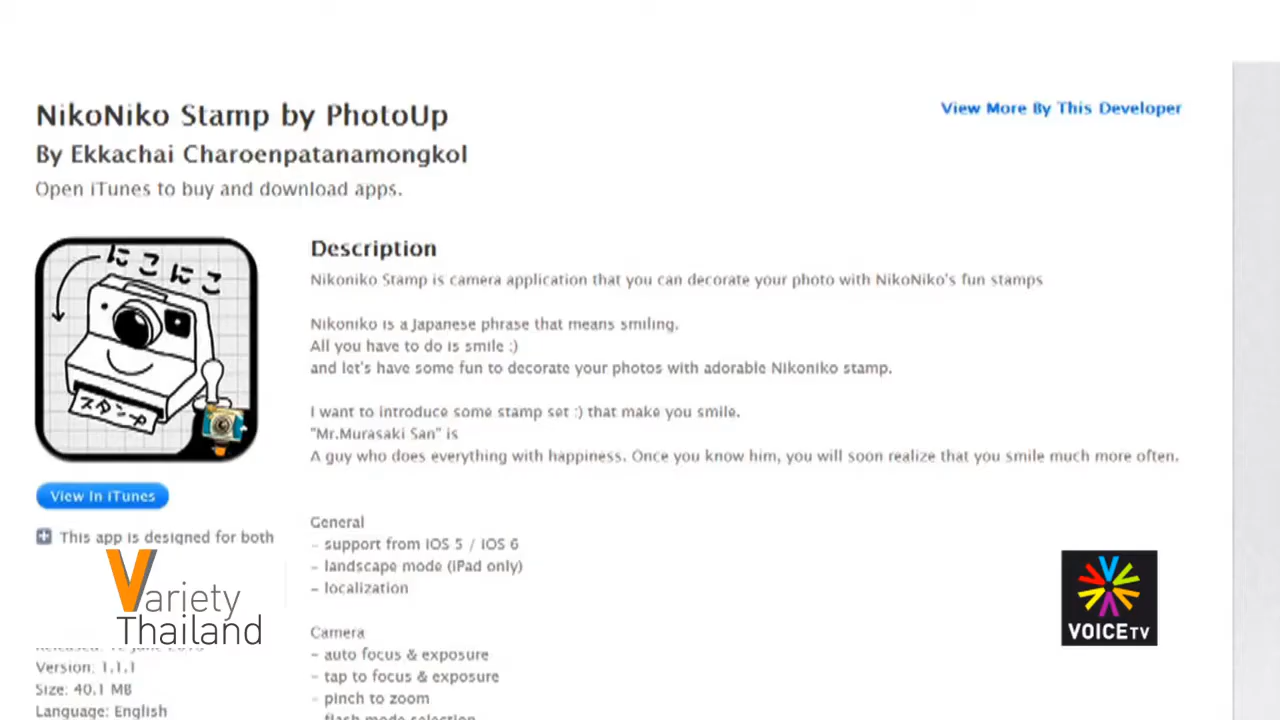 NikoNiko Stamp by PhotoUp
View More By This Developer
By Ekkachai Charoenpatanamongkol
Open iTunes to buy and download apps.
にこにこ
スタンプ
Description
Nikoniko Stamp is camera application that you can decorate your photo with NikoNiko's fun stamps
Nikoniko is a Japanese phrase that means smiling.
All you have to do is smile :)
and let's have some fun to decorate your photos with adorable Nikoniko stamp.
I want to introduce some stamp set :) that make you smile.
"Mr.Murasaki San" is
A guy who does everything with happiness. Once you know him, you will soon realize that you smile much more often.
View In iTunes
This app is designed for both
General
- support from IOS 5 / IOS 6
- landscape mode (iPad only)
- localization
Variety
Thailand
VOICETV
Version: 1.1.1
Size: 40.1 MB
Language: English
Camera
- auto focus & exposure
- tap to focus & exposure
- pinch to zoom
- flash mode selection